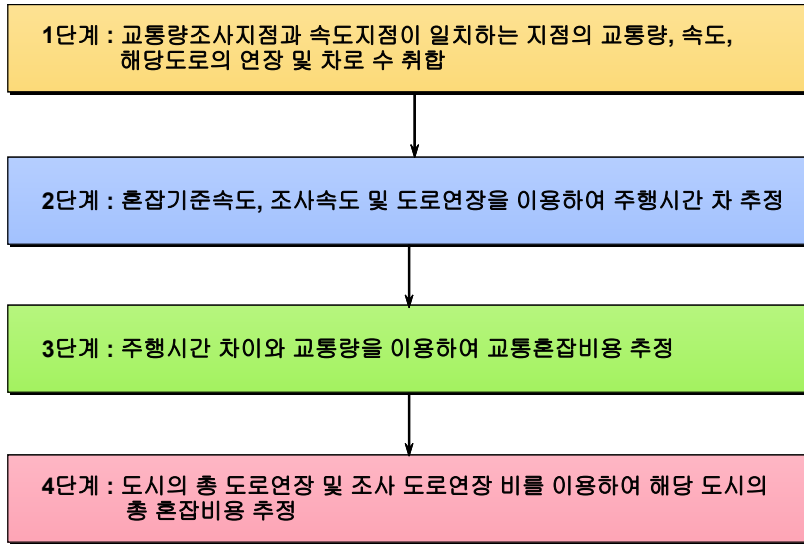 1단계 : 교통량조사지점과 속도지점이 일치하는 지점의 교통량, 속도,
해당도로의 연장 및 차로 수 취합
2단계 : 혼잡기준속도, 조사속도 및 도로연장을 이용하여 주행시간 차 추정
3단계 : 주행시간 차이와 교통량을 이용하여 교통혼잡비용 추정
4단계 : 도시의 총 도로연장 및 조사 도로연장 비를 이용하여 해당 도시의
총 혼잡비용 추정